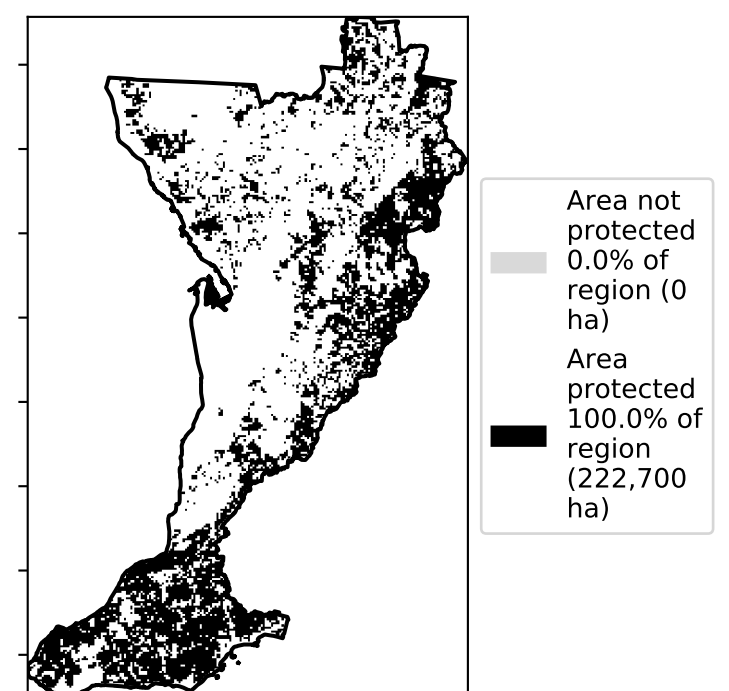 Area not
protected
0.0% of
region (0
ha)
Area
protected
100.0% of
region
(222,700
ha)